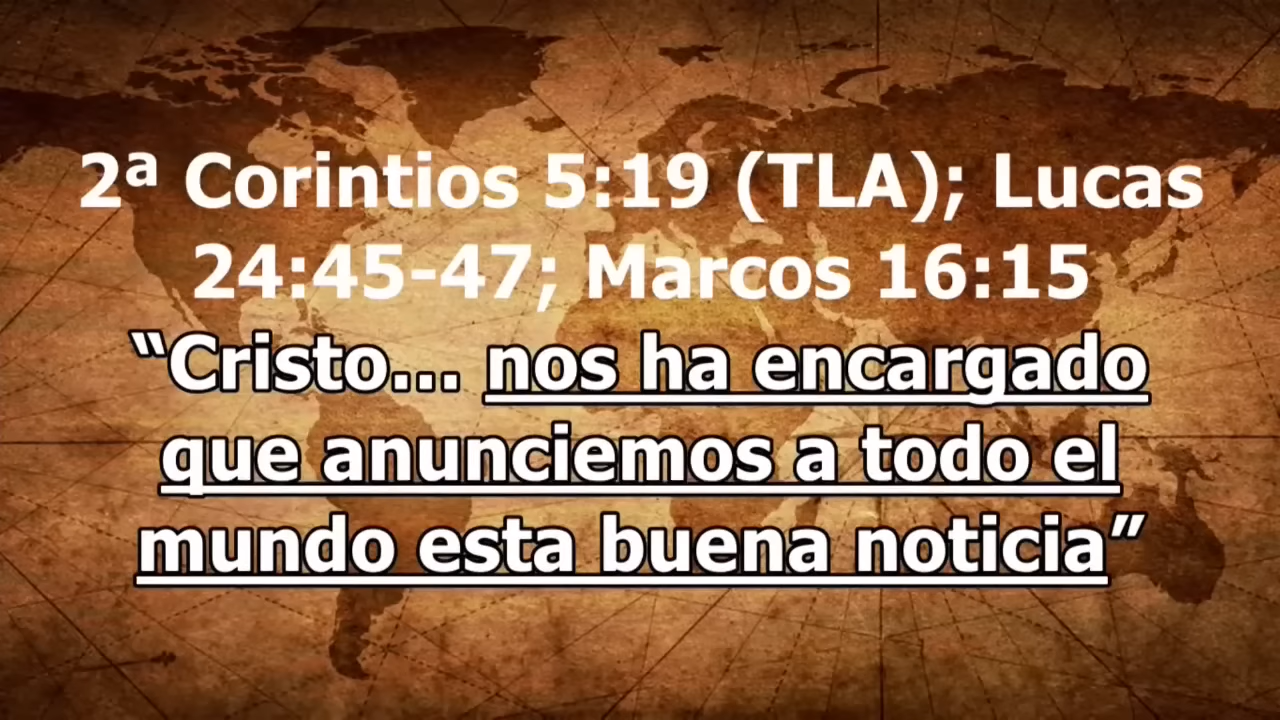 2ª Corintios 5:19 (TLA); Lucas
24:45-47; Marcos 16:15
“Cristo... nos ha encargado
que anunciemos a todo el
mundo esta buena noticia”